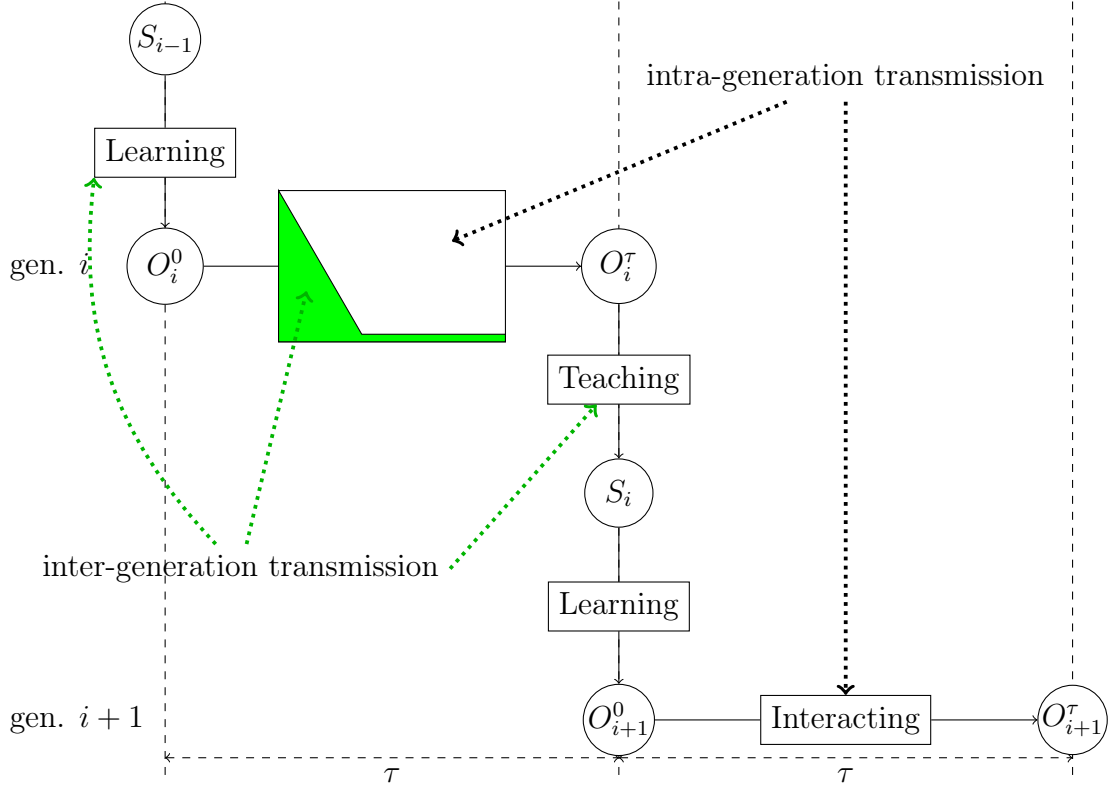 S_{i−1}
intra-generation transmission
Learning
gen. i
O_i^0
O_i^τ
Teaching
S_i
inter-generation transmission
Learning
gen. i + 1
O_{i+1}^0
Interacting
O_{i+1}^τ
τ
τ